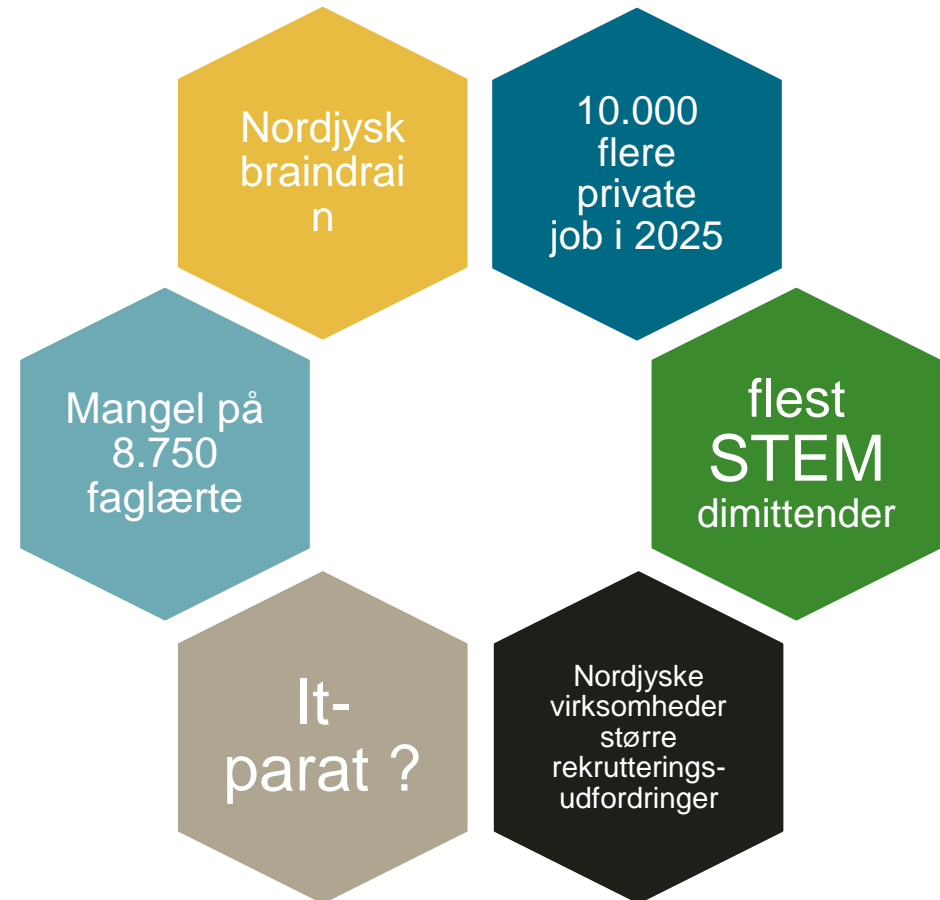 Nordjysk
braindrai
n
10.000
flere
private
job i 2025
Mangel på
8.750
faglærte
flest
STEM
dimittender
It-
parat ?
Nordjyske
virksomheder
større
rekrutterings-
udfordringer